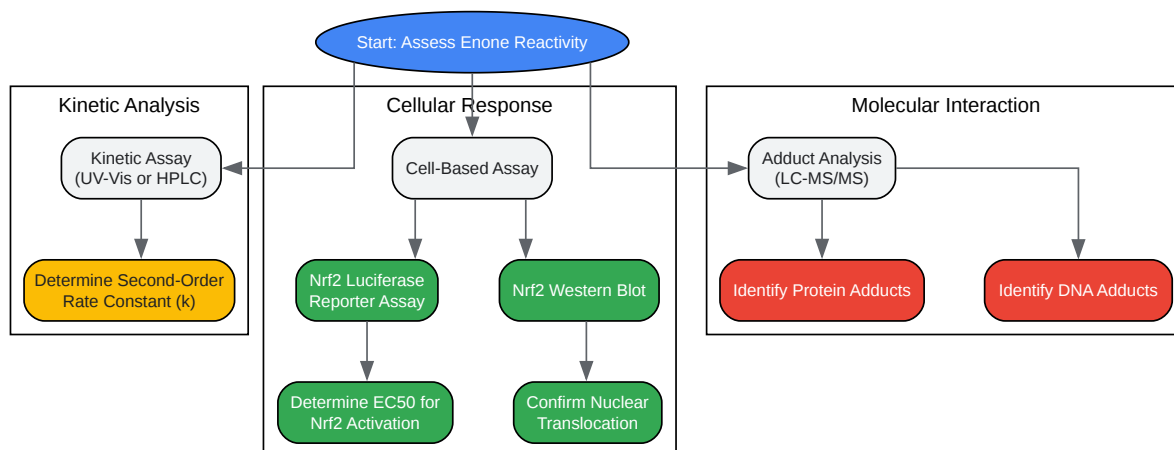 Start: Assess Enone Reactivity
Kinetic Analysis
Kinetic Assay
(UV-Vis or HPLC)
Determine Second-Order
Rate Constant (k)
Cellular Response
Cell-Based Assay
Nrf2 Luciferase
Reporter Assay
Nrf2 Western Blot
Determine EC50 for
Nrf2 Activation
Confirm Nuclear
Translocation
Molecular Interaction
Adduct Analysis
(LC-MS/MS)
Identify Protein Adducts
Identify DNA Adducts